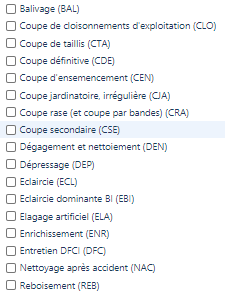 Balivage (BAL)
Coupe de cloisonnements d'exploitation (CLO)
Coupe de taillis (CTA)
Coupe définitive (CDE)
Coupe d'ensemencement (CEN)
Coupe jardinatoire, irrégulière (CJA)
Coupe rase (et coupe par bandes) (CRA)
Coupe secondaire (CSE)
Dégagement et nettoiement (DEN)
Dépressage (DEP)
Eclaircie (ECL)
Eclaircie dominante BI (EBI)
Elagage artificiel (ELA)
Enrichissement (ENR)
Entretien DFCI (DFC)
Nettoyage après accident (NAC)
Reboisement (REB)